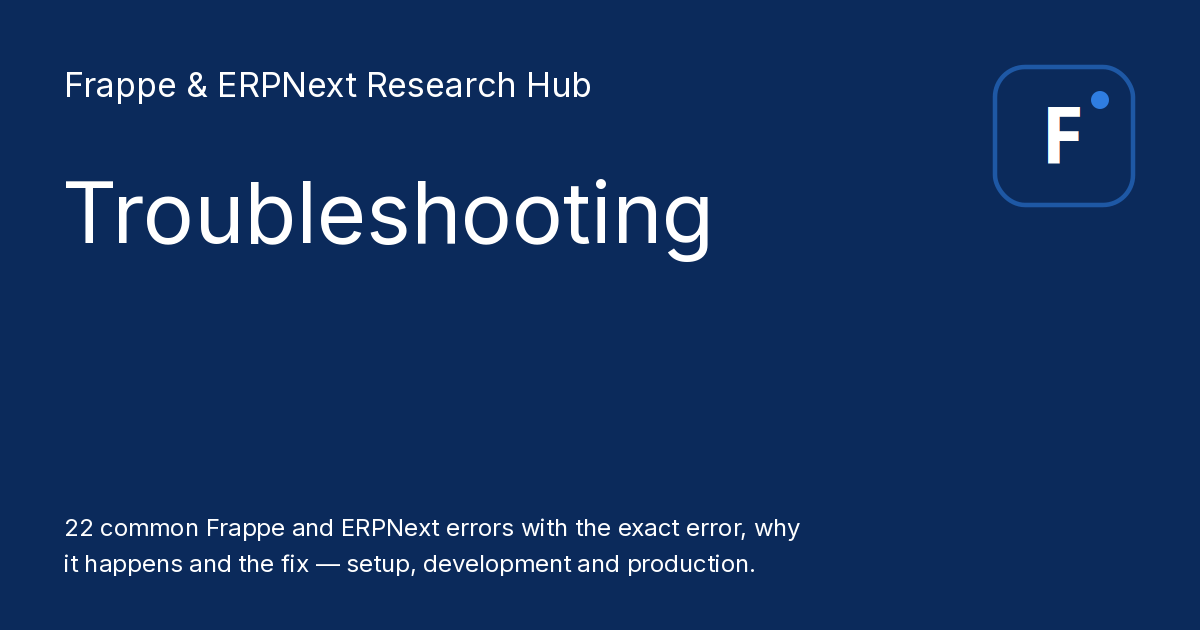 Frappe & ERPNext Research Hub
F
Troubleshooting
22 common Frappe and ERPNext errors with the exact error, why
it happens and the fix — setup, development and production.